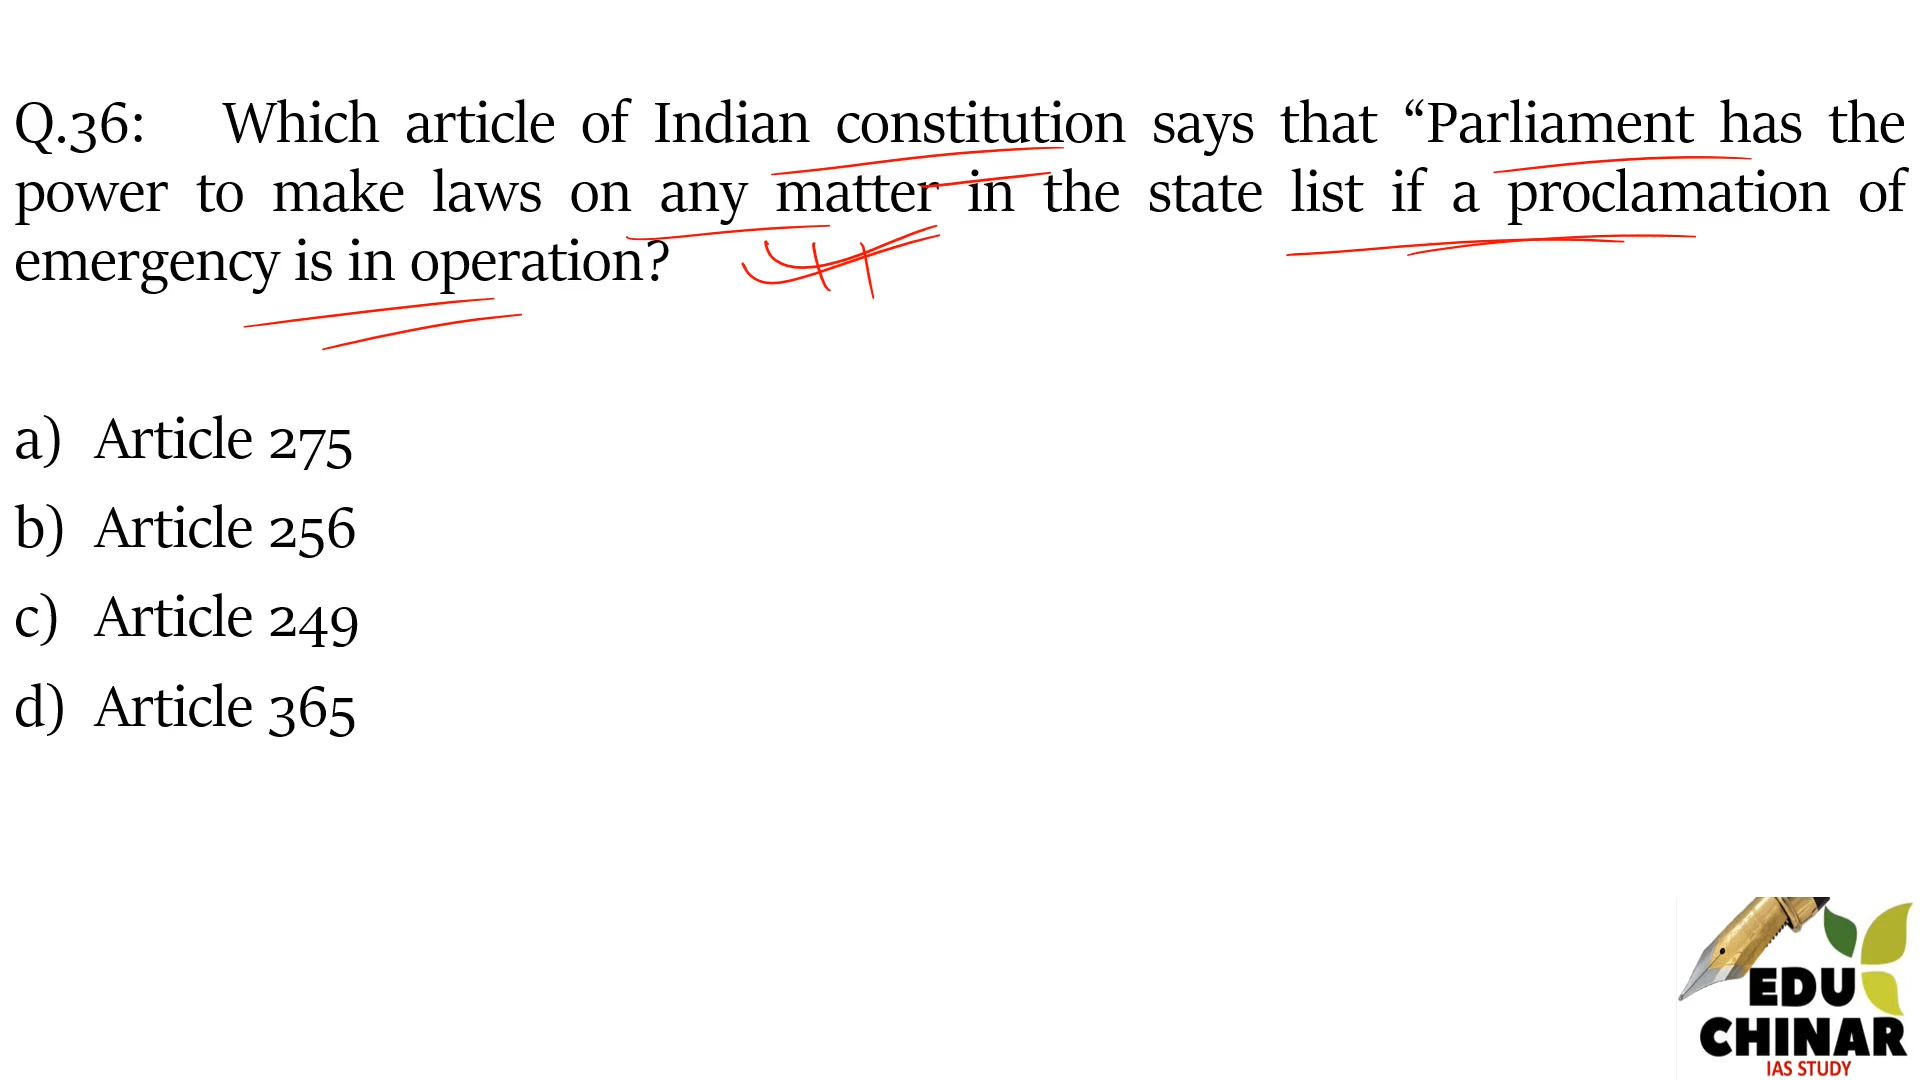 Q.36: Which article of Indian constitution says that “Parliament has the
power to make laws on any matter in the state list if a proclamation of
emergency is in operation?
a) Article 275
b) Article 256
c) Article 249
d) Article 365
EDU
CHINAR
IAS STUDY